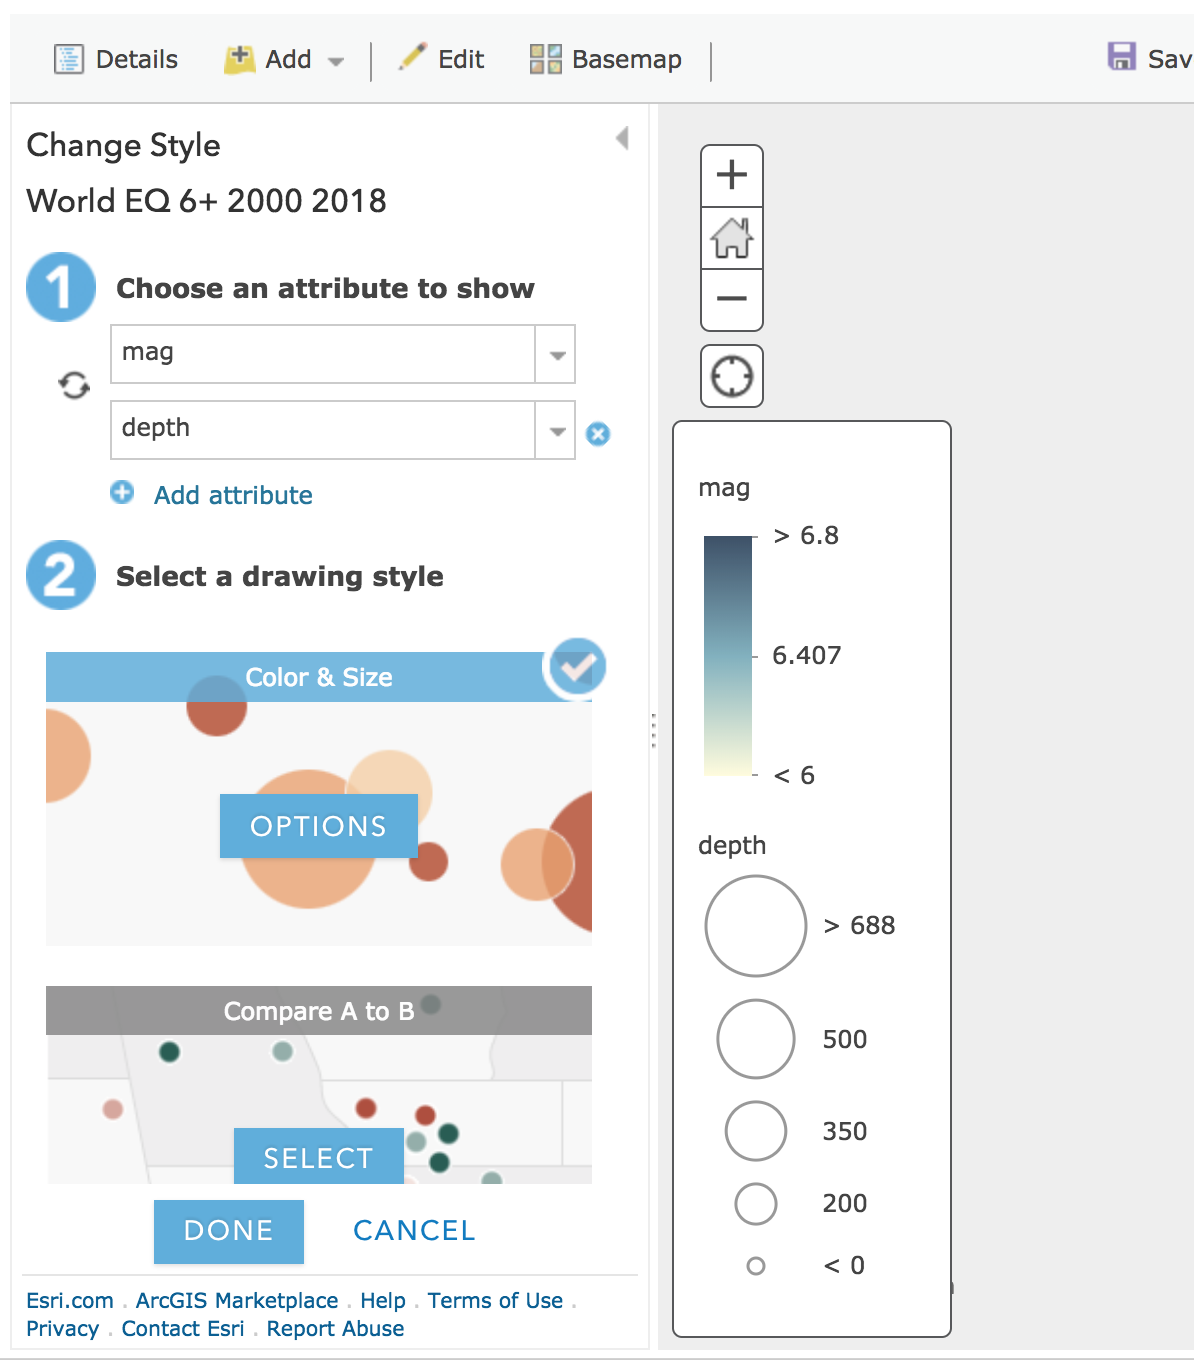 Details Add Edit Basemap Sav
Change Style
World EQ 6+ 2000 2018
1 Choose an attribute to show
mag
depth
Add attribute
2 Select a drawing style
Color & Size
OPTIONS
Compare A to B
SELECT
DONE CANCEL
Esri.com . ArcGIS Marketplace . Help . Terms of Use .
Privacy . Contact Esri . Report Abuse
mag
> 6.8
6.407
< 6
depth
> 688
500
350
200
< 0